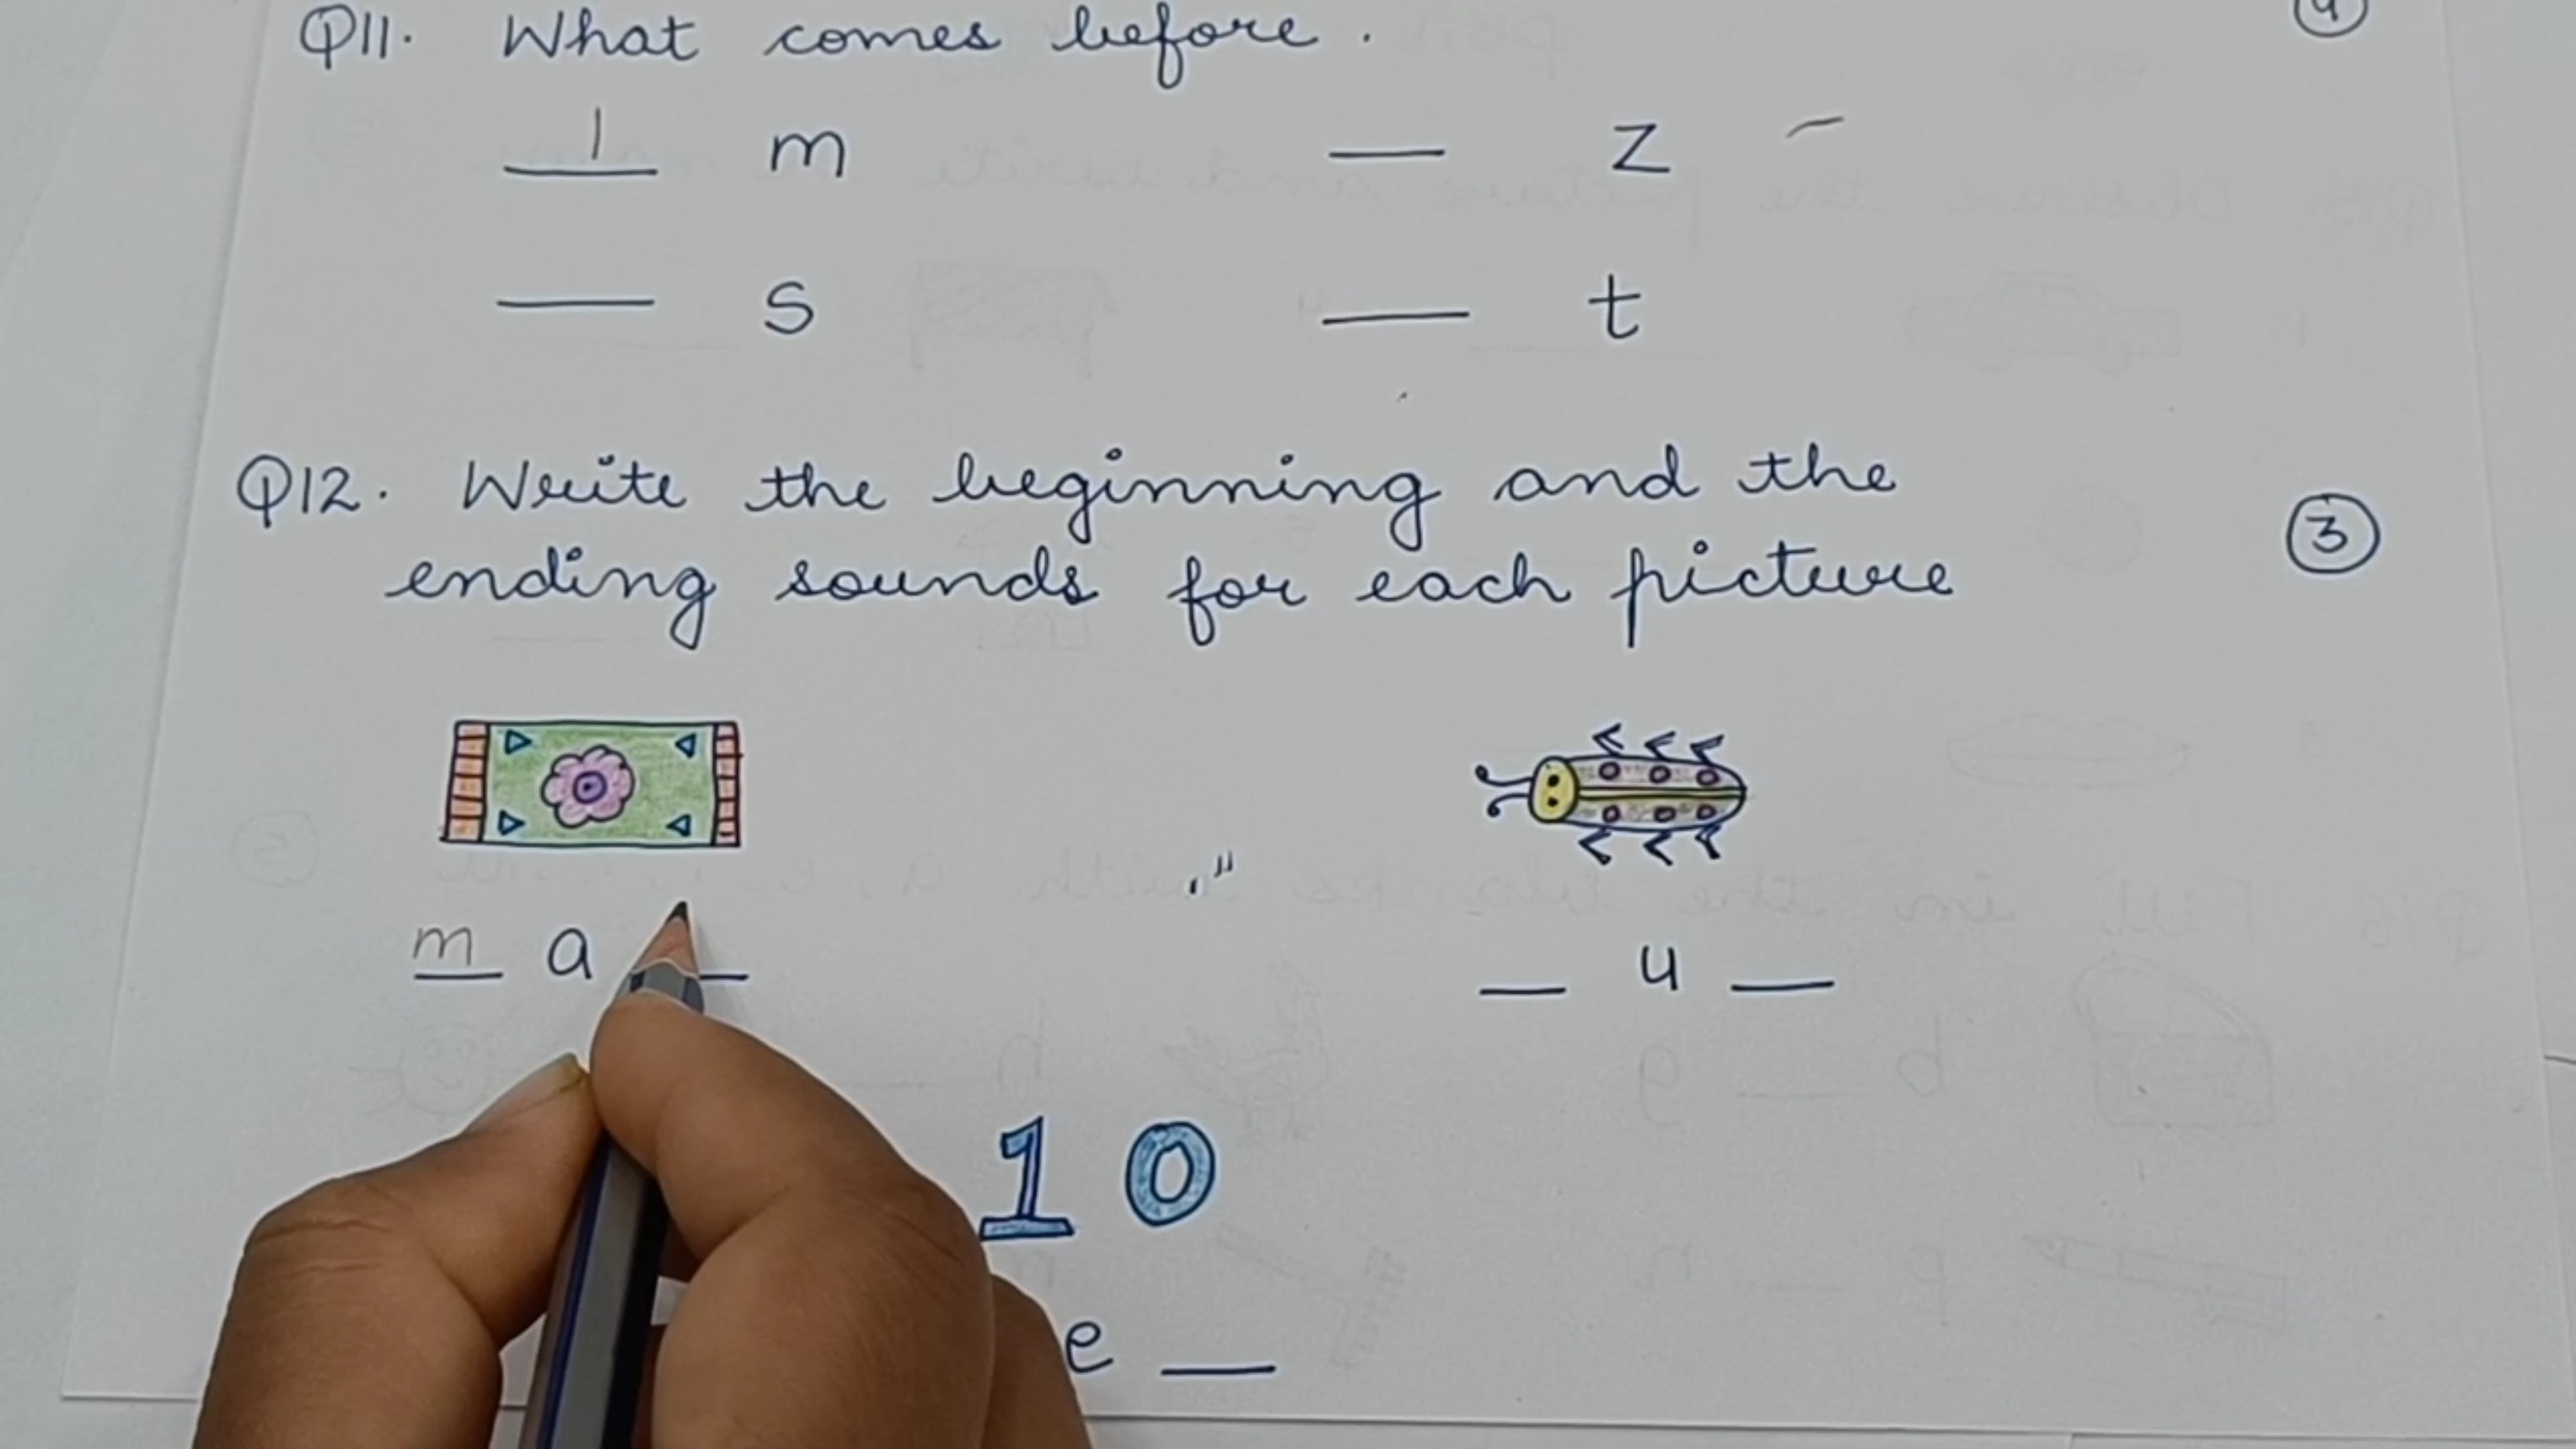 Q11. What comes before. 4
l m __ z
__ s __ t
Q12. Write the beginning and the
ending sounds for each picture 3
m a __ __ u __
10
e __